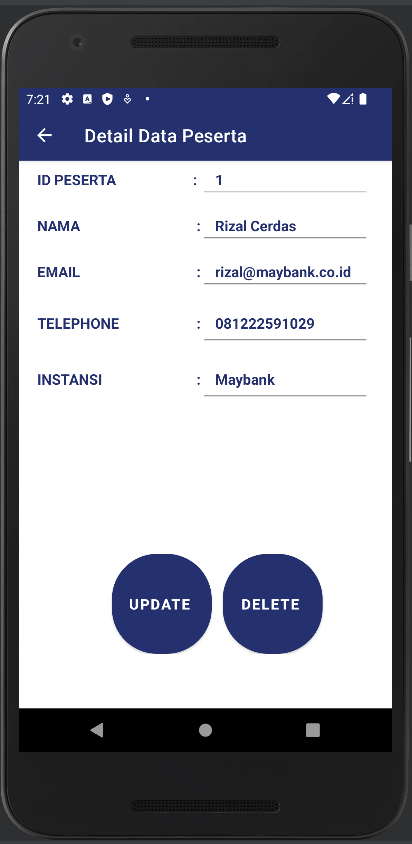 7:21
Detail Data Peserta
ID PESERTA : 1
NAMA : Rizal Cerdas
EMAIL : rizal@maybank.co.id
TELEPHONE : 081222591029
INSTANSI : Maybank
UPDATE DELETE